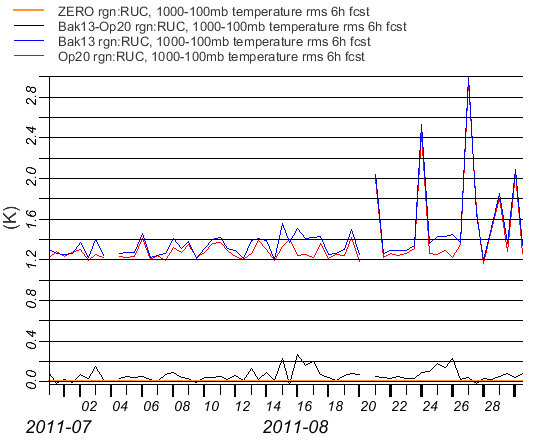 ZERO rgn:RUC, 1000-100mb temperature rms 6h fcst
Bak13-Op20 rgn:RUC, 1000-100mb temperature rms 6h fcst
Bak13 rgn:RUC, 1000-100mb temperature rms 6h fcst
Op20 rgn:RUC, 1000-100mb temperature rms 6h fcst
2.8
2.4
2.0
1.6
1.2
0.8
0.4
0.0
(K)
02 04 06 08 10 12 14 16 18 20 22 24 26 28
2011-07 2011-08